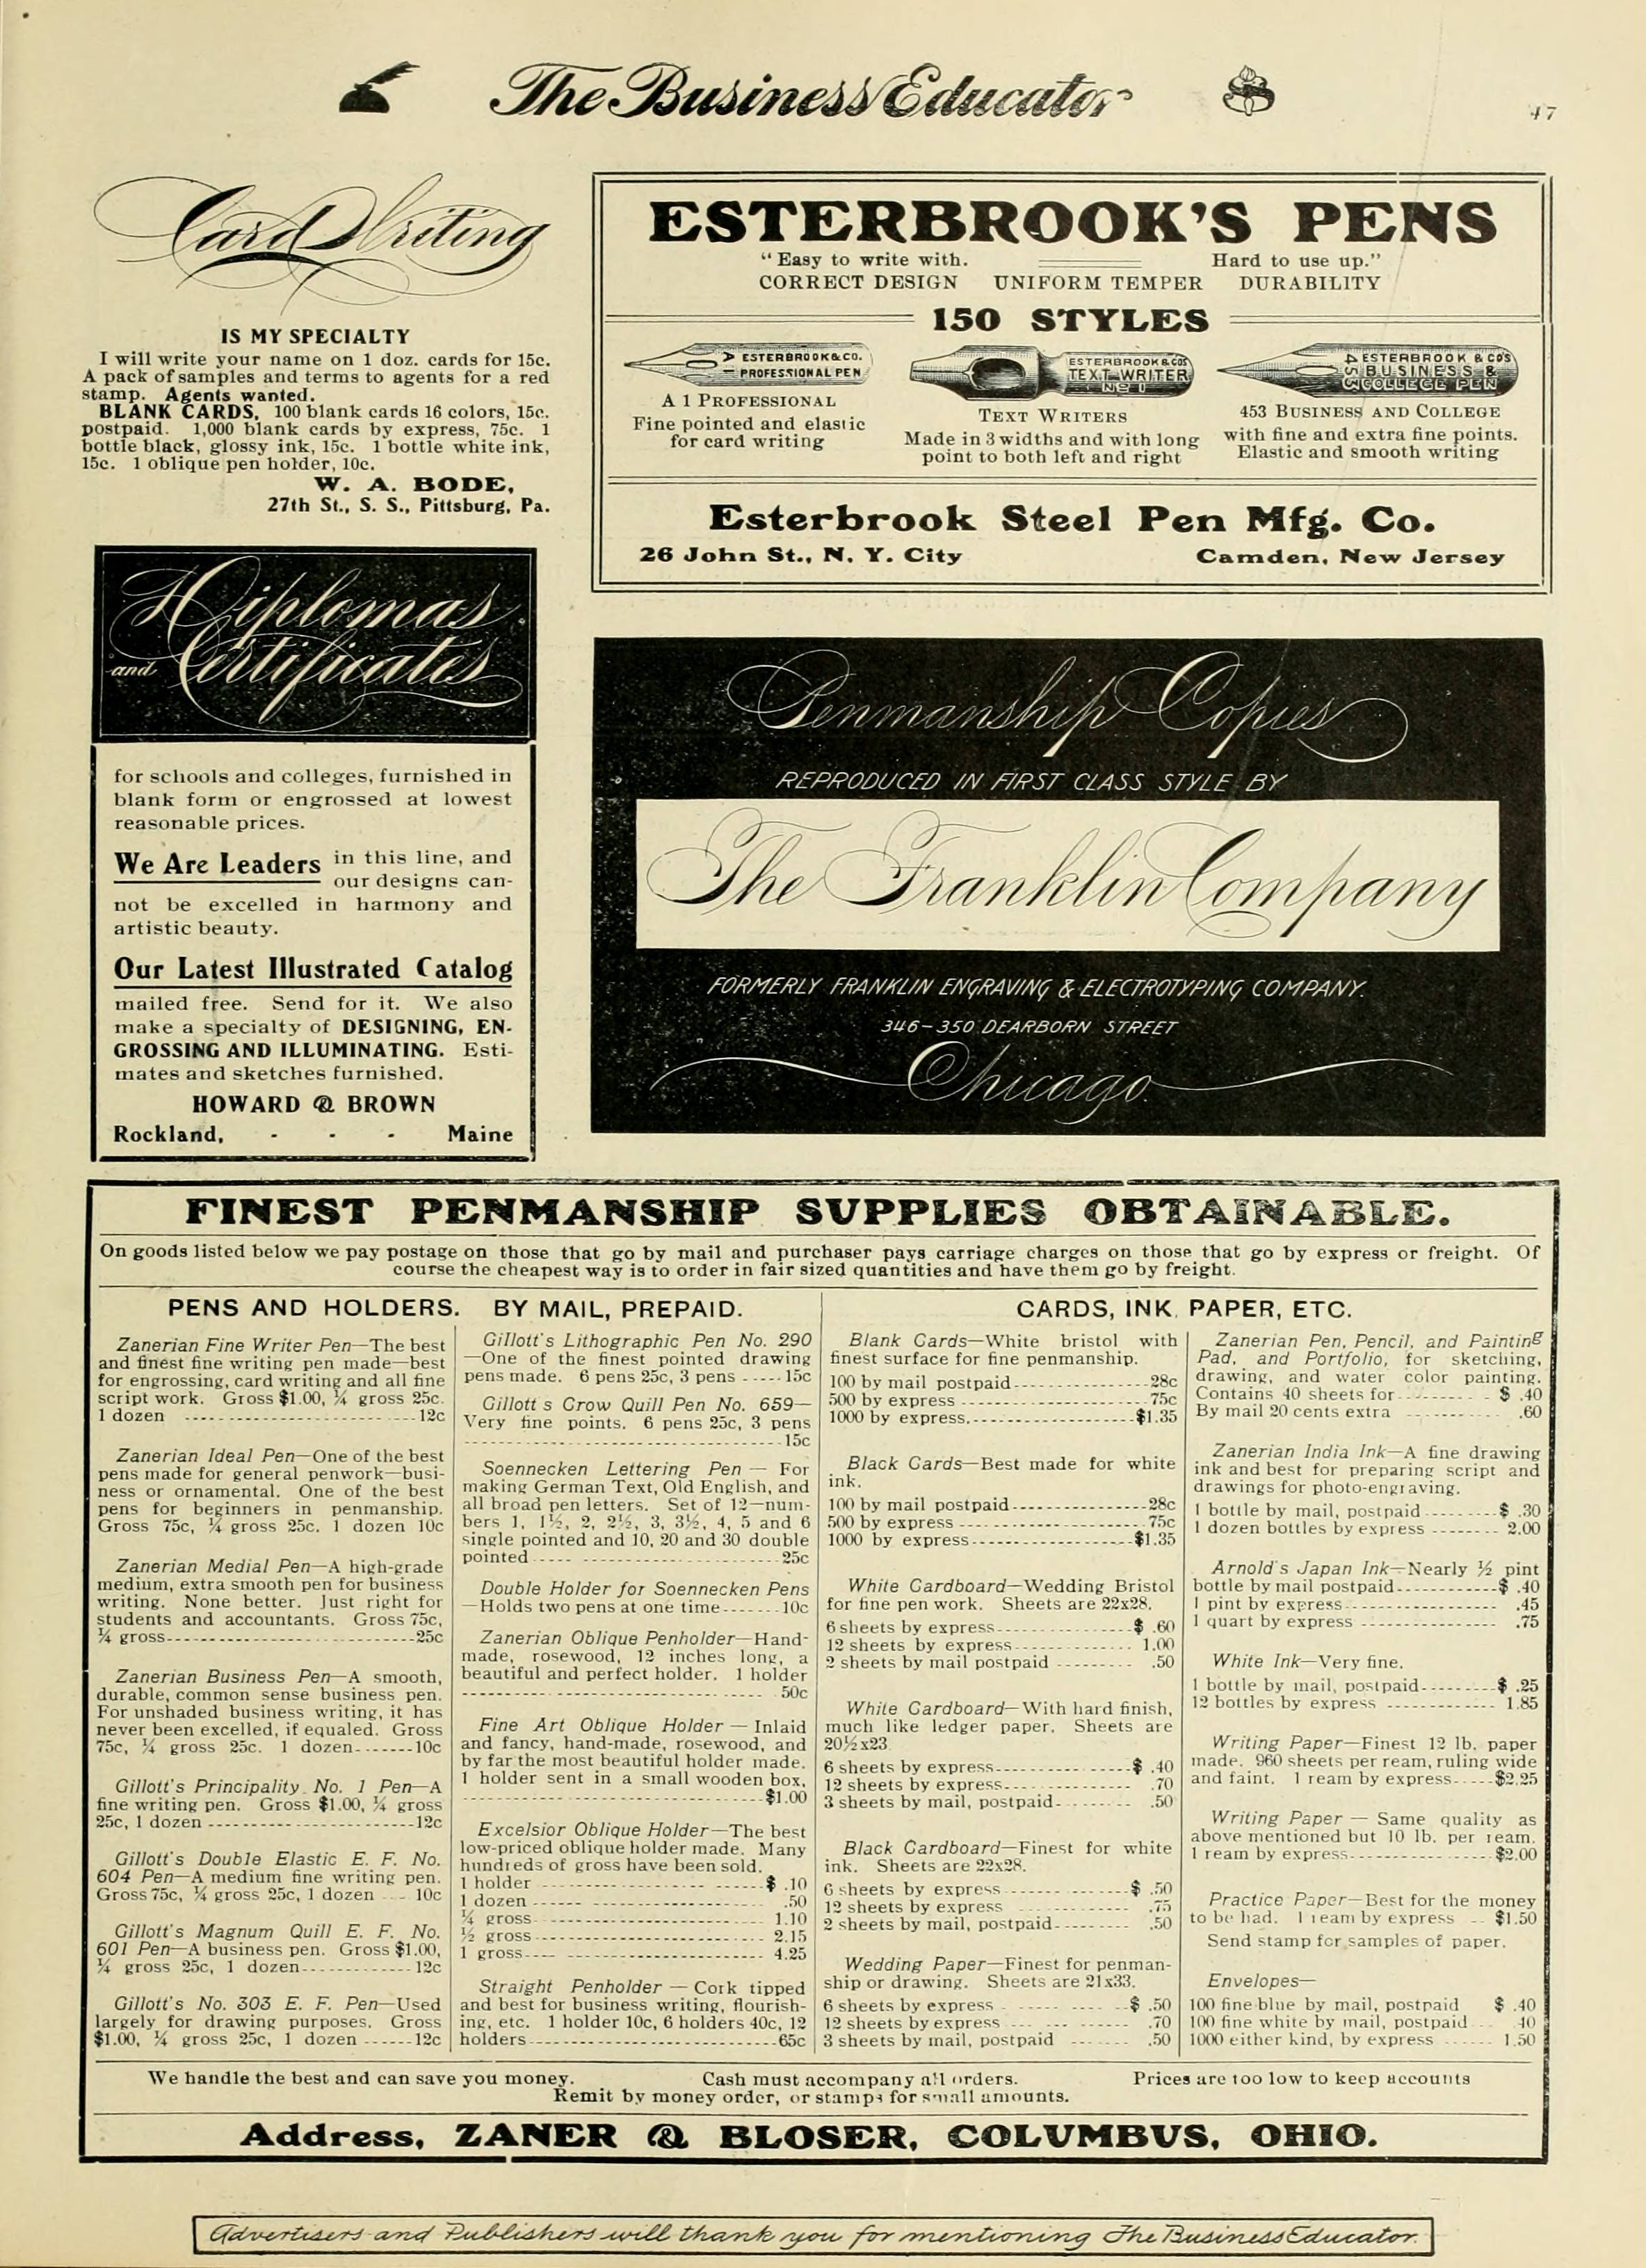 The Business Educator
47
Card Writing
IS MY SPECIALTY
I will write your name on 1 doz. cards for 15c.
A pack of samples and terms to agents for a red
stamp. Agents wanted.
BLANK CARDS, 100 blank cards 16 colors, 15c.
postpaid. 1,000 blank cards by express, 75c. 1
bottle black, glossy ink, 15c. 1 bottle white ink,
15c. 1 oblique pen holder, 10c.
W. A. BODE,
27th St., S. S., Pittsburg, Pa.
ESTERBROOK'S PENS
"Easy to write with. Hard to use up."
CORRECT DESIGN UNIFORM TEMPER DURABILITY
150 STYLES
ESTERBROOK & CO.
PROFESSIONAL PEN
A 1 PROFESSIONAL
Fine pointed and elastic
for card writing
ESTERBROOK & COS
TEXT WRITER
No 1
TEXT WRITERS
Made in 3 widths and with long
point to both left and right
ESTERBROOK & CO'S
BUSINESS &
COLLEGE PEN
453 BUSINESS AND COLLEGE
with fine and extra fine points.
Elastic and smooth writing
Esterbrook Steel Pen Mfg. Co.
26 John St., N. Y. City Camden, New Jersey
Diplomas
and Certificates
for schools and colleges, furnished in
blank form or engrossed at lowest
reasonable prices.
We Are Leaders in this line, and
our designs can-
not be excelled in harmony and
artistic beauty.
Our Latest Illustrated Catalog
mailed free. Send for it. We also
make a specialty of DESIGNING, EN-
GROSSING AND ILLUMINATING. Esti-
mates and sketches furnished.
HOWARD & BROWN
Rockland, - - - Maine
Penmanship Copies
REPRODUCED IN FIRST CLASS STYLE BY
The Franklin Company
FORMERLY FRANKLIN ENGRAVING & ELECTROTYPING COMPANY.
346-350 DEARBORN STREET
Chicago
FINEST PENMANSHIP SUPPLIES OBTAINABLE.
On goods listed below we pay postage on those that go by mail and purchaser pays carriage charges on those that go by express or freight. Of
course the cheapest way is to order in fair sized quantities and have them go by freight.
PENS AND HOLDERS. BY MAIL, PREPAID.
Zanerian Fine Writer Pen—The best
and finest fine writing pen made—best
for engrossing, card writing and all fine
script work. Gross $1.00, ¼ gross 25c.
1 dozen ---- 12c
Zanerian Ideal Pen—One of the best
pens made for general penwork—busi-
ness or ornamental. One of the best
pens for beginners in penmanship.
Gross 75c, ¼ gross 25c. 1 dozen 10c
Zanerian Medial Pen—A high-grade
medium, extra smooth pen for business
writing. None better. Just right for
students and accountants. Gross 75c,
¼ gross ---- 25c
Zanerian Business Pen—A smooth,
durable, common sense business pen.
For unshaded business writing, it has
never been excelled, if equaled. Gross
75c, ¼ gross 25c. 1 dozen ---- 10c
Gillott's Principality No. 1 Pen—A
fine writing pen. Gross $1.00, ¼ gross
25c, 1 dozen ---- 12c
Gillott's Double Elastic E. F. No.
604 Pen—A medium fine writing pen.
Gross 75c, ¼ gross 25c, 1 dozen ---- 10c
Gillott's Magnum Quill E. F. No.
601 Pen—A business pen. Gross $1.00,
¼ gross 25c, 1 dozen ---- 12c
Gillott's No. 303 E. F. Pen—Used
largely for drawing purposes. Gross
$1.00, ¼ gross 25c, 1 dozen ---- 12c
Gillott's Lithographic Pen No. 290
—One of the finest pointed drawing
pens made. 6 pens 25c, 3 pens ---- 15c
Gillott s Crow Quill Pen No. 659—
Very fine points. 6 pens 25c, 3 pens
---- 15c
Soennecken Lettering Pen — For
making German Text, Old English, and
all broad pen letters. Set of 12—num-
bers 1, 1½, 2, 2½, 3, 3½, 4, 5 and 6
single pointed and 10, 20 and 30 double
pointed ---- 25c
Double Holder for Soennecken Pens
—Holds two pens at one time ---- 10c
Zanerian Oblique Penholder—Hand-
made, rosewood, 12 inches long, a
beautiful and perfect holder. 1 holder
---- 50c
Fine Art Oblique Holder — Inlaid
and fancy, hand-made, rosewood, and
by far the most beautiful holder made.
1 holder sent in a small wooden box.
---- $1.00
Excelsior Oblique Holder—The best
low-priced oblique holder made. Many
hundreds of gross have been sold.
1 holder ---- $ .10
1 dozen ---- .50
¼ gross ---- 1.10
½ gross ---- 2.15
1 gross ---- 4.25
Straight Penholder — Cork tipped
and best for business writing, flourish-
ing, etc. 1 holder 10c, 6 holders 40c, 12
holders ---- 65c
CARDS, INK, PAPER, ETC.
Blank Cards—White bristol with
finest surface for fine penmanship.
100 by mail postpaid ---- 28c
500 by express ---- 75c
1000 by express. ---- $1.35
Black Cards—Best made for white
ink.
100 by mail postpaid ---- 28c
500 by express ---- 75c
1000 by express ---- $1.35
White Cardboard—Wedding Bristol
for fine pen work. Sheets are 22x28.
6 sheets by express ---- $ .60
12 sheets by express ---- 1.00
2 sheets by mail postpaid ---- .50
White Cardboard—With hard finish,
much like ledger paper. Sheets are
20½x23.
6 sheets by express ---- $ .40
12 sheets by express ---- .70
3 sheets by mail, postpaid ---- .50
Black Cardboard—Finest for white
ink. Sheets are 22x28.
6 sheets by express ---- $ .50
12 sheets by express ---- .75
2 sheets by mail, postpaid ---- .50
Wedding Paper—Finest for penman-
ship or drawing. Sheets are 21x33.
6 sheets by express ---- $ .50
12 sheets by express ---- .70
3 sheets by mail, postpaid ---- .50
Zanerian Pen, Pencil, and Painting
Pad, and Portfolio, for sketching,
drawing, and water color painting.
Contains 40 sheets for ---- $ .40
By mail 20 cents extra ---- .60
Zanerian India Ink—A fine drawing
ink and best for preparing script and
drawings for photo-engraving.
1 bottle by mail, postpaid ---- $ .30
1 dozen bottles by express ---- 2.00
Arnold's Japan Ink—Nearly ½ pint
bottle by mail postpaid ---- $ .40
1 pint by express ---- .45
1 quart by express ---- .75
White Ink—Very fine.
1 bottle by mail, postpaid ---- $ .25
12 bottles by express ---- 1.85
Writing Paper—Finest 12 lb. paper
made. 960 sheets per ream, ruling wide
and faint. 1 ream by express ---- $2.25
Writing Paper — Same quality as
above mentioned but 10 lb. per ream.
1 ream by express ---- $2.00
Practice Paper—Best for the money
to be had. 1 ream by express -- $1.50
Send stamp for samples of paper.
Envelopes—
100 fine blue by mail, postpaid $ .40
100 fine white by mail, postpaid .40
1000 either kind, by express ---- 1.50
We handle the best and can save you money. Cash must accompany all orders. Prices are too low to keep accounts
Remit by money order, or stamps for small amounts.
Address, ZANER & BLOSER, COLUMBUS, OHIO.
Advertisers and Publishers will thank you for mentioning The Business Educator.